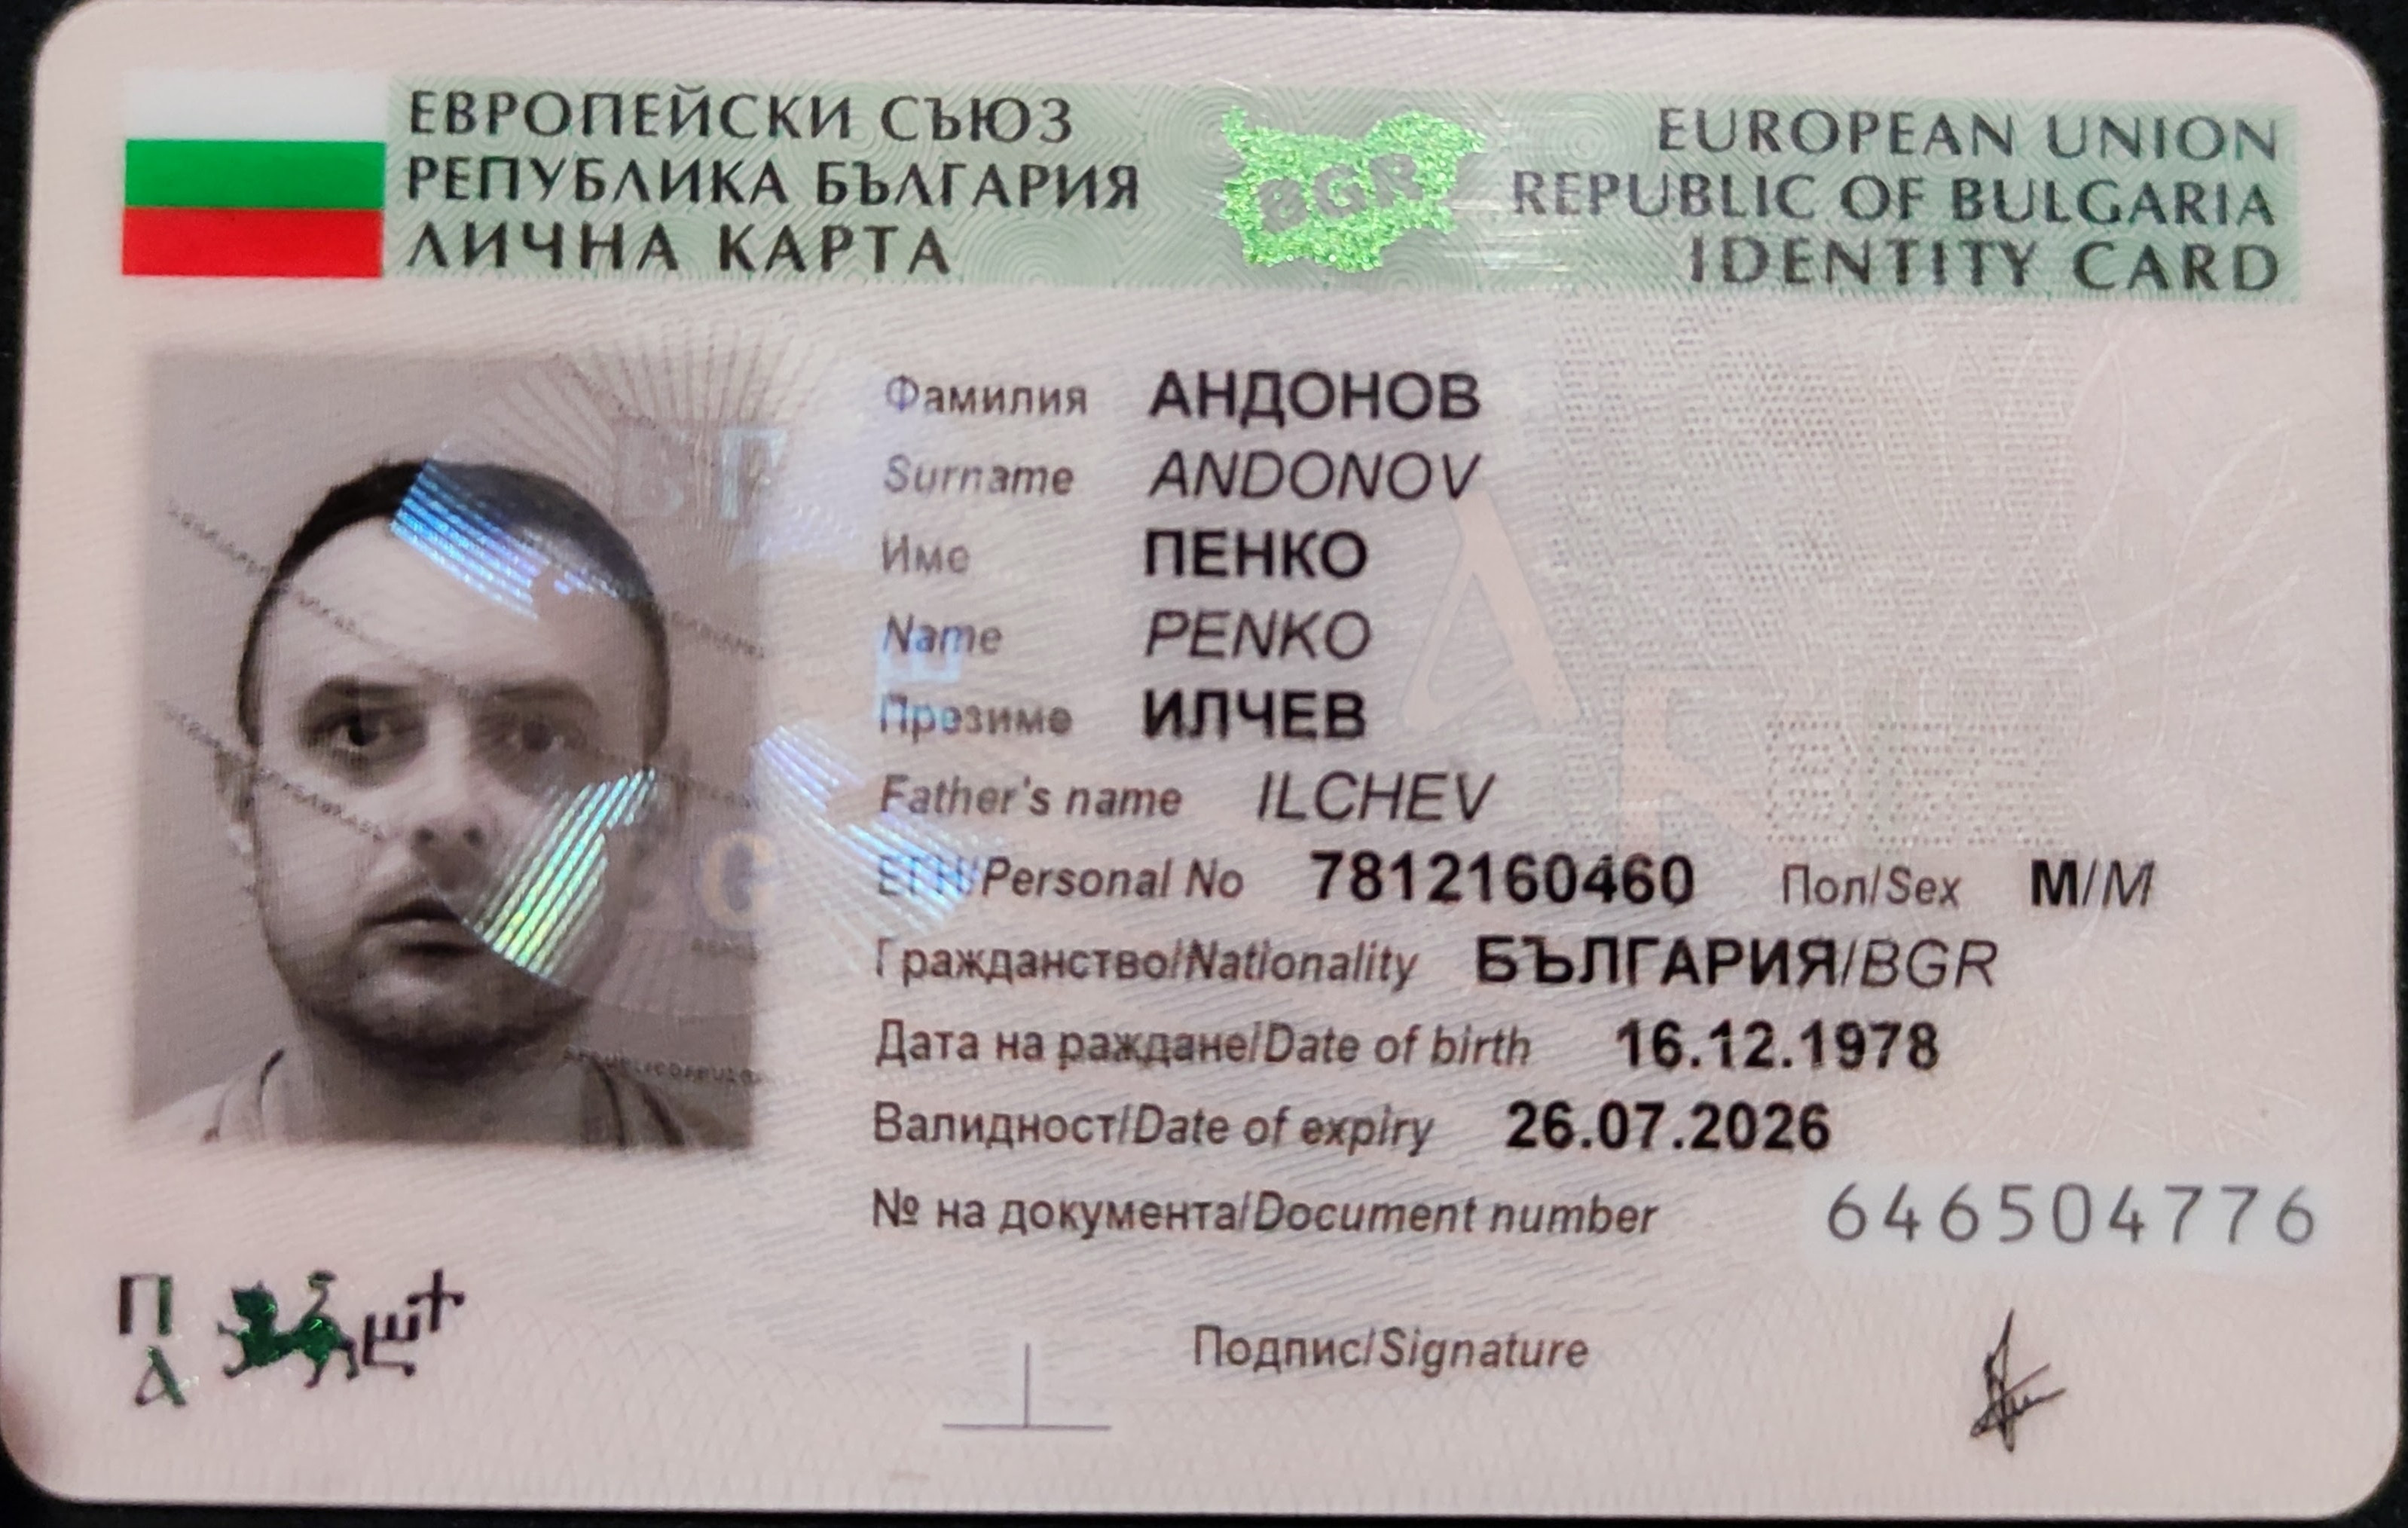 ЕВРОПЕЙСКИ СЪЮЗ
РЕПУБЛИКА БЪЛГАРИЯ
ЛИЧНА КАРТА
BGR
EUROPEAN UNION
REPUBLIC OF BULGARIA
IDENTITY CARD
Фамилия АНДОНОВ
Surname ANDONOV
Име ПЕНКО
Name PENKO
Презиме ИЛЧЕВ
Father's name ILCHEV
ЕГН/Personal No 7812160460 Пол/Sex М/M
Гражданство/Nationality БЪЛГАРИЯ/BGR
Дата на раждане/Date of birth 16.12.1978
Валидност/Date of expiry 26.07.2026
№ на документа/Document number 646504776
Подпис/Signature